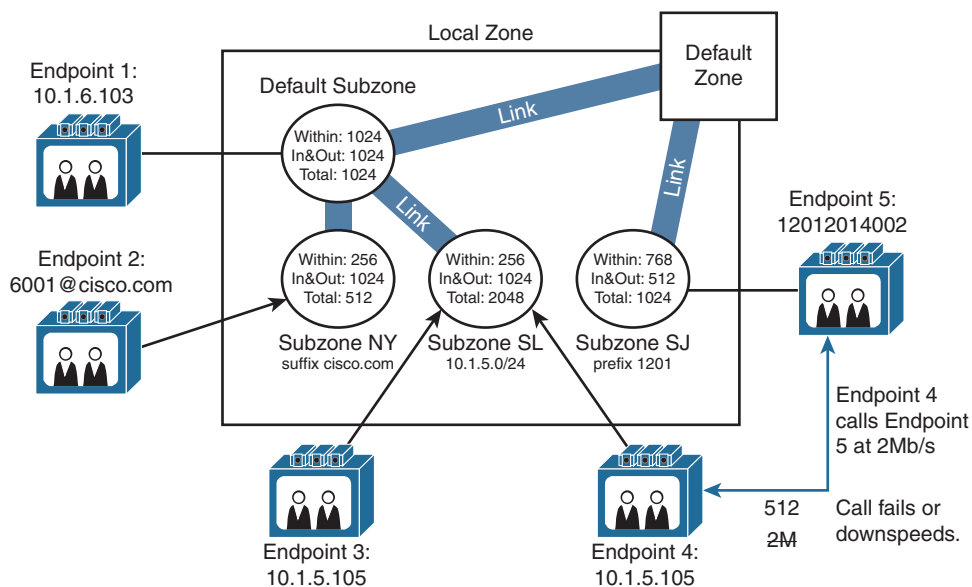 Local Zone
Default
Zone
Endpoint 1:
10.1.6.103
Default Subzone
Link
Within: 1024
In&Out: 1024
Total: 1024
Link
Link
Endpoint 5:
12012014002
Endpoint 2:
6001@cisco.com
Within: 256
In&Out: 1024
Total: 512
Within: 256
In&Out: 1024
Total: 2048
Within: 768
In&Out: 512
Total: 1024
Subzone NY
suffix cisco.com
Subzone SL
10.1.5.0/24
Subzone SJ
prefix 1201
Endpoint 4
calls Endpoint
5 at 2Mb/s
512
2M
Call fails or
downspeeds.
Endpoint 3:
10.1.5.105
Endpoint 4:
10.1.5.105